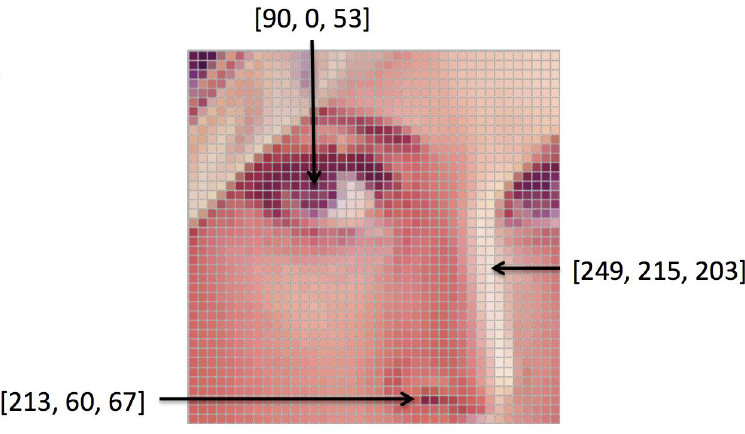 [90, 0, 53]
[249, 215, 203]
[213, 60, 67]